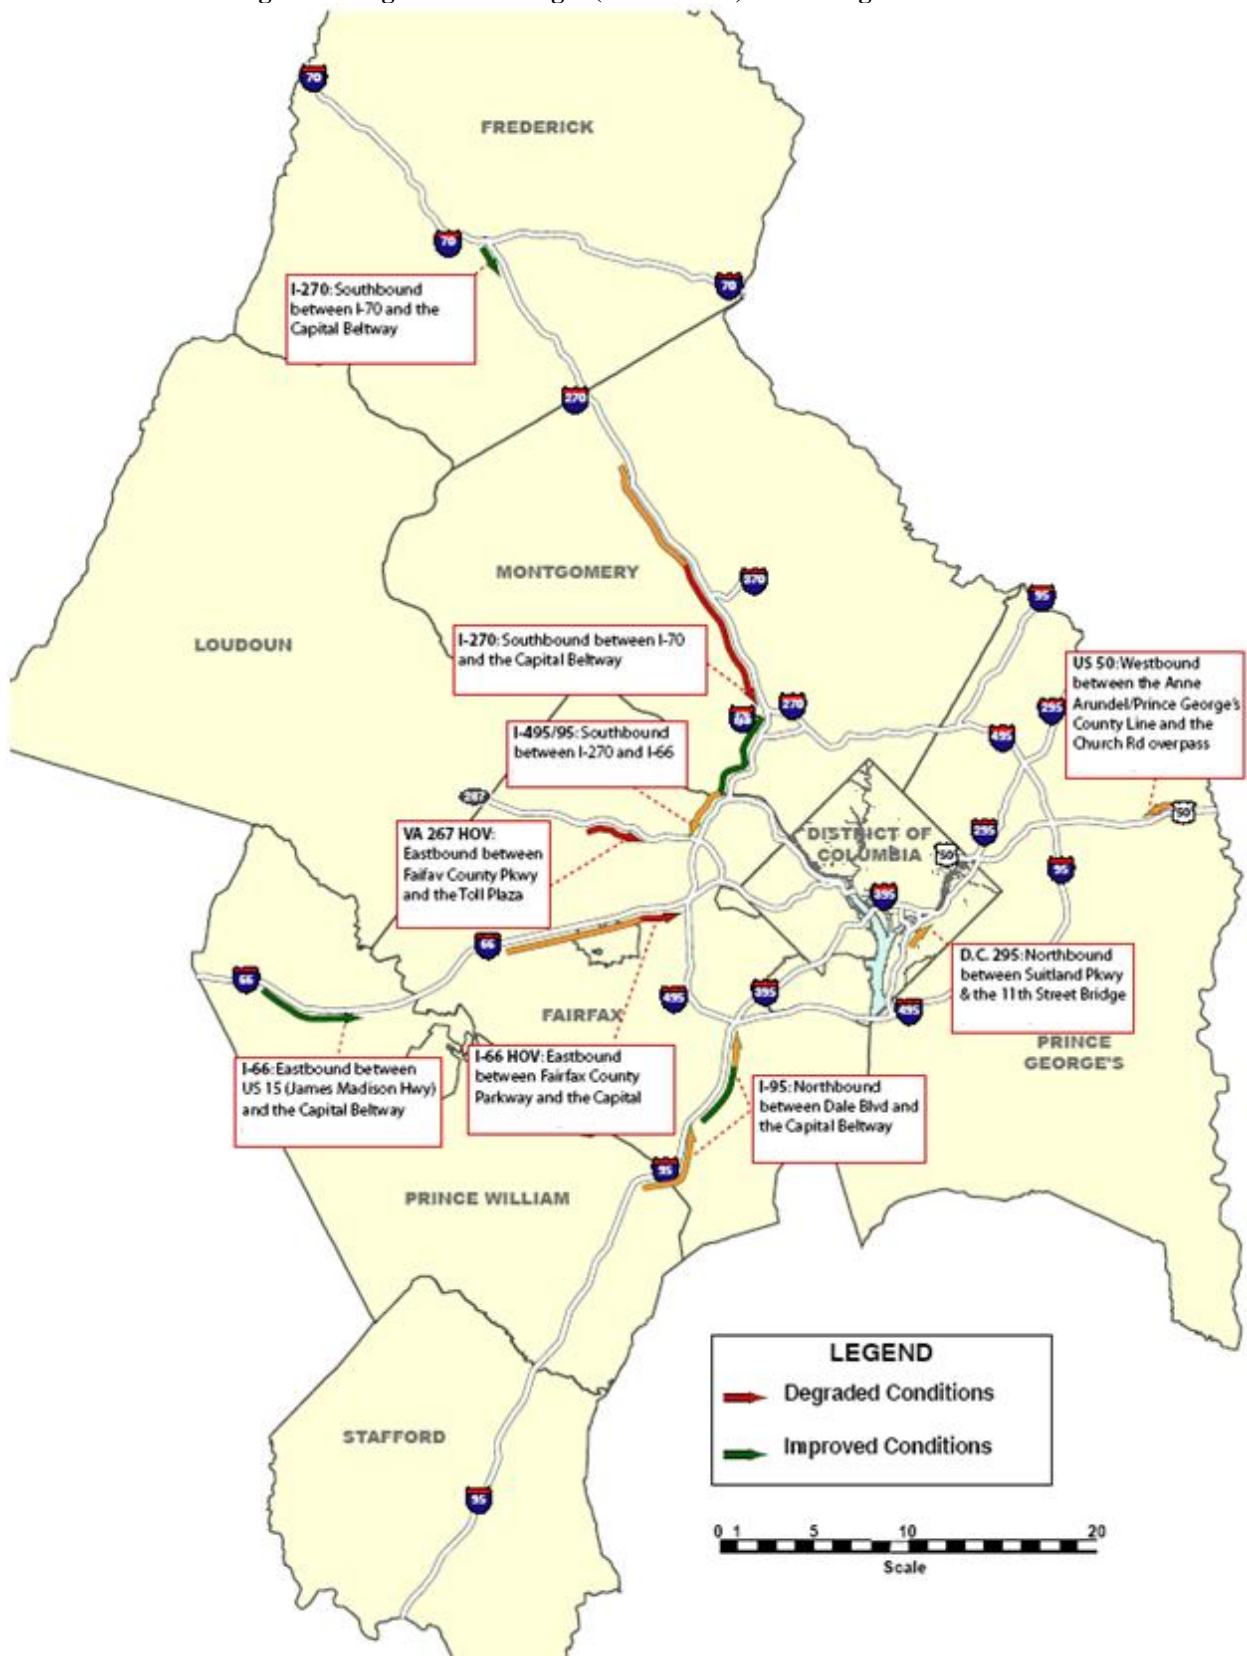 70
FREDERICK
70
70
I-270: Southbound
between I-70 and the
Capital Beltway
270
MONTGOMERY
370
95
LOUDOUN
I-270: Southbound between I-70
and the Capital Beltway
US 50: Westbound
between the Anne
Arundel/Prince George's
County Line and the
Church Rd overpass
270
295
495
I-495/95: Southbound
between I-270 and I-66
267
50
VA 267 HOV:
Eastbound between
Faifav County Pkwy
and the Toll Plaza
DISTRICT OF
COLUMBIA
295
50
95
395
66
66
D.C. 295: Northbound
between Suitland Pkwy
& the 11th Street Bridge
495
395
495
FAIRFAX
PRINCE
GEORGE'S
I-66: Eastbound between
US 15 (James Madison Hwy)
and the Capital Beltway
I-66 HOV: Eastbound
between Fairfax County
Parkway and the Capital
I-95: Northbound
between Dale Blvd and
the Capital Beltway
95
PRINCE WILLIAM
LEGEND
Degraded Conditions
Improved Conditions
STAFFORD
95
0 1 5 10 20
Scale